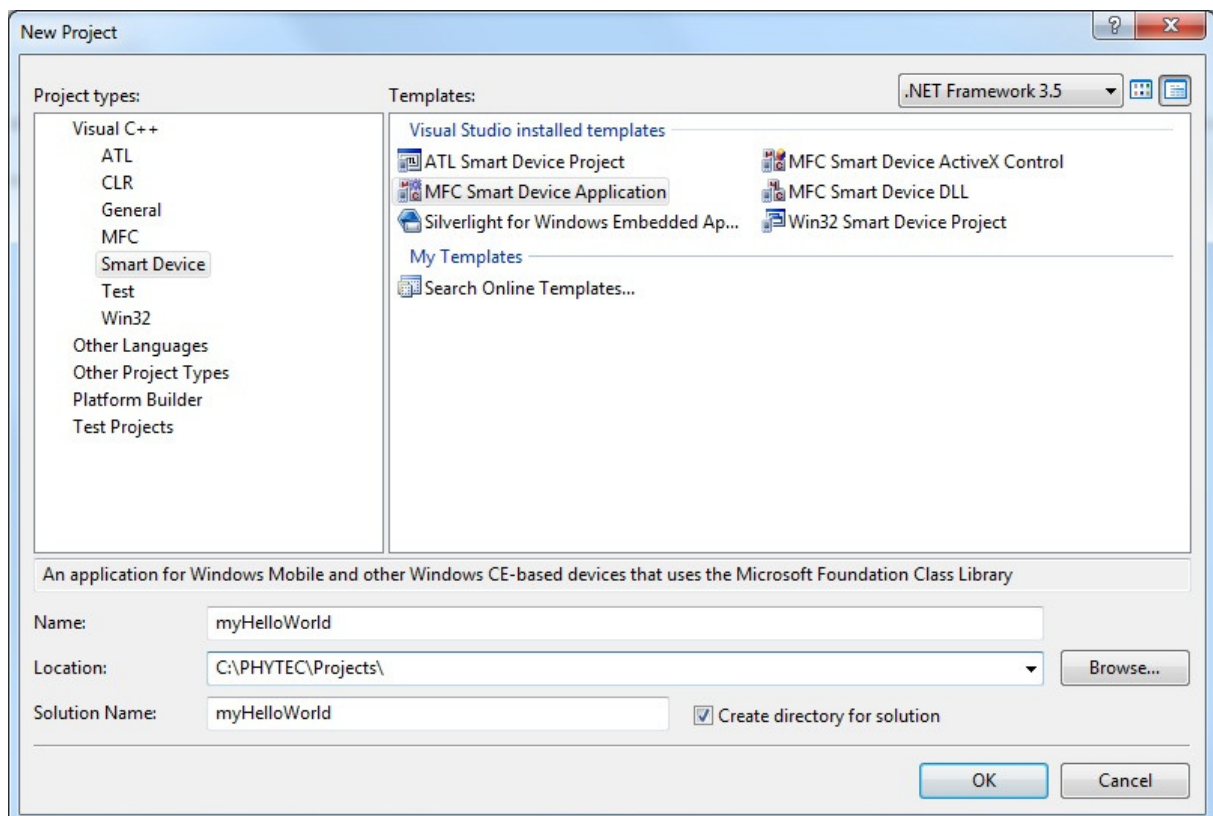 New Project
Project types:
Templates:
.NET Framework 3.5
Visual C++
ATL
CLR
General
MFC
Smart Device
Test
Win32
Other Languages
Other Project Types
Platform Builder
Test Projects
Visual Studio installed templates
ATL Smart Device Project
MFC Smart Device ActiveX Control
MFC Smart Device Application
MFC Smart Device DLL
Silverlight for Windows Embedded Ap...
Win32 Smart Device Project
My Templates
Search Online Templates...
An application for Windows Mobile and other Windows CE-based devices that uses the Microsoft Foundation Class Library
Name:
myHelloWorld
Location:
C:\PHYTEC\Projects\
Browse...
Solution Name:
myHelloWorld
Create directory for solution
OK
Cancel